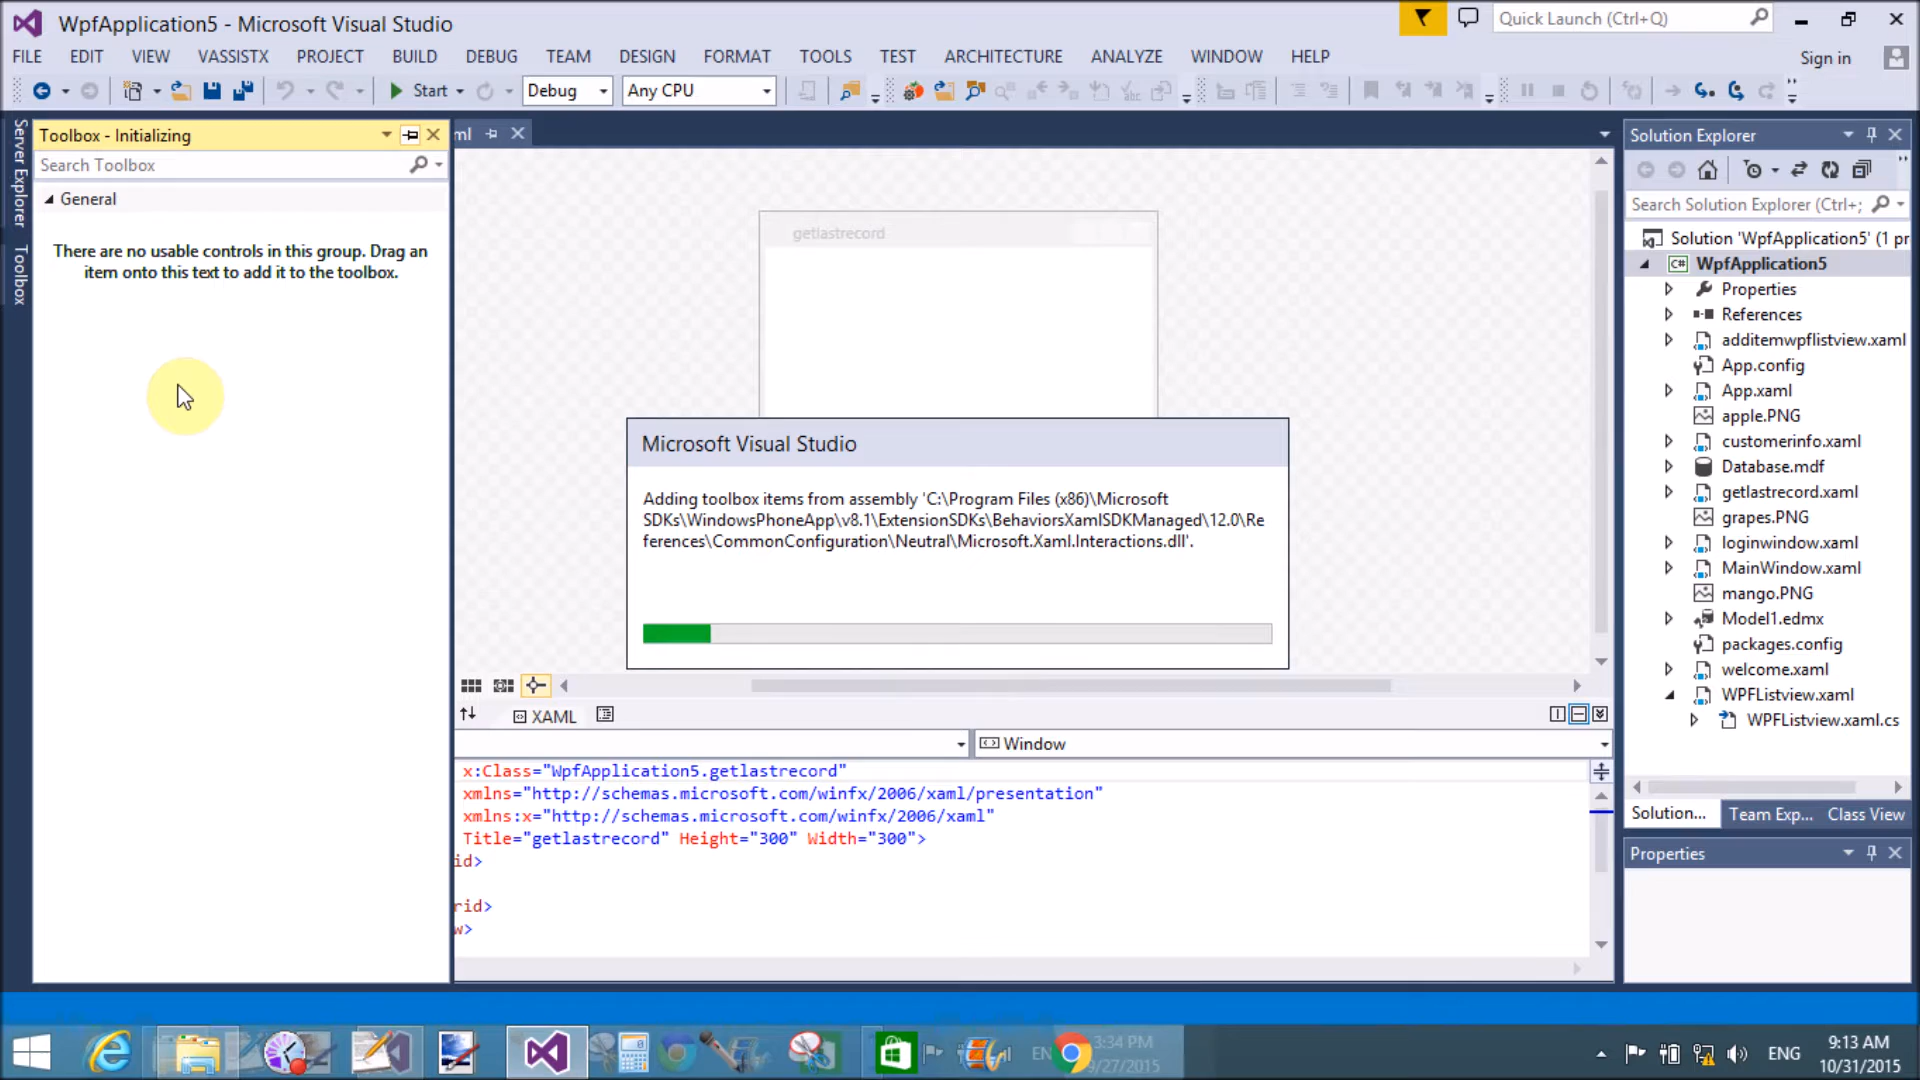 WpfApplication5 - Microsoft Visual Studio
Quick Launch (Ctrl+Q)
FILE EDIT VIEW VASSISTX PROJECT BUILD DEBUG TEAM DESIGN FORMAT TOOLS TEST ARCHITECTURE ANALYZE WINDOW HELP
Sign in
Start Debug Any CPU
Server Explorer
Toolbox
Toolbox - Initializing
Search Toolbox
General
There are no usable controls in this group. Drag an
item onto this text to add it to the toolbox.
ml
getlastrecord
Microsoft Visual Studio
Adding toolbox items from assembly 'C:\Program Files (x86)\Microsoft
SDKs\WindowsPhoneApp\v8.1\ExtensionSDKs\BehaviorsXamlSDKManaged\12.0\Re
ferences\CommonConfiguration\Neutral\Microsoft.Xaml.Interactions.dll'.
XAML
Window
x:Class="WpfApplication5.getlastrecord"
xmlns="http://schemas.microsoft.com/winfx/2006/xaml/presentation"
xmlns:x="http://schemas.microsoft.com/winfx/2006/xaml"
Title="getlastrecord" Height="300" Width="300">
id>
rid>
w>
Solution Explorer
Search Solution Explorer (Ctrl+;
Solution 'WpfApplication5' (1 pr
C# WpfApplication5
Properties
References
additemwpflistview.xaml
App.config
App.xaml
apple.PNG
customerinfo.xaml
Database.mdf
getlastrecord.xaml
grapes.PNG
loginwindow.xaml
MainWindow.xaml
mango.PNG
Model1.edmx
packages.config
welcome.xaml
WPFListview.xaml
WPFListview.xaml.cs
Solution... Team Exp... Class View
Properties
EN
3:34 PM
9/27/2015
ENG
9:13 AM
10/31/2015